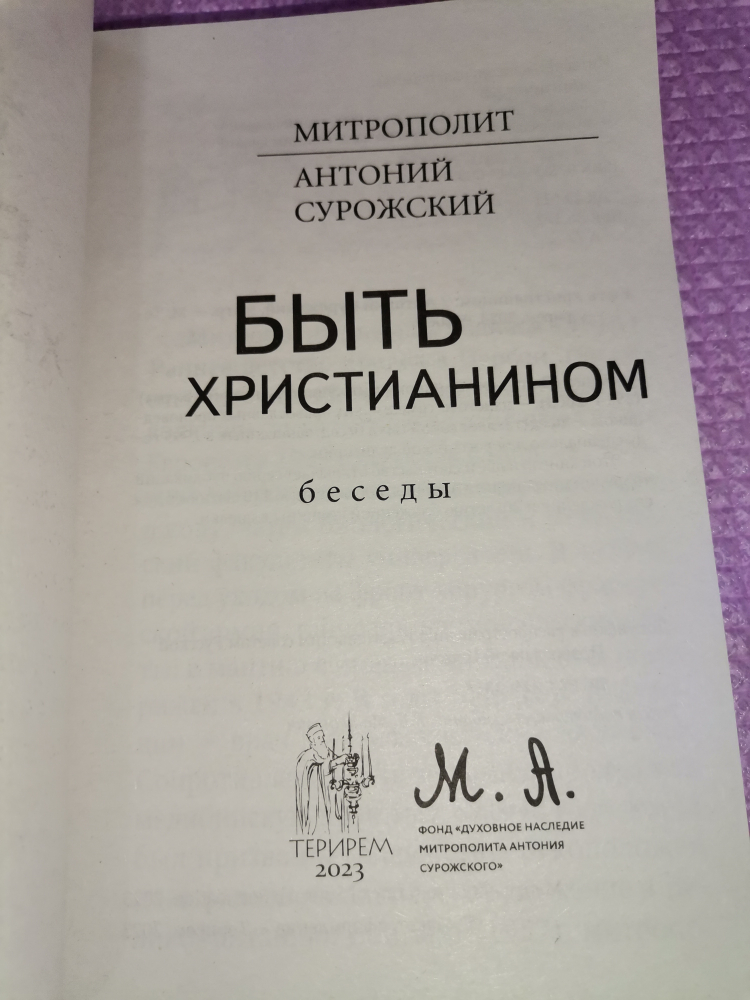 МИТРОПОЛИТ
АНТОНИЙ
СУРОЖСКИЙ
БЫТЬ
ХРИСТИАНИНОМ
беседы
ТЕРИРЕМ
2023
М. А.
ФОНД «ДУХОВНОЕ НАСЛЕДИЕ
МИТРОПОЛИТА АНТОНИЯ
СУРОЖСКОГО»